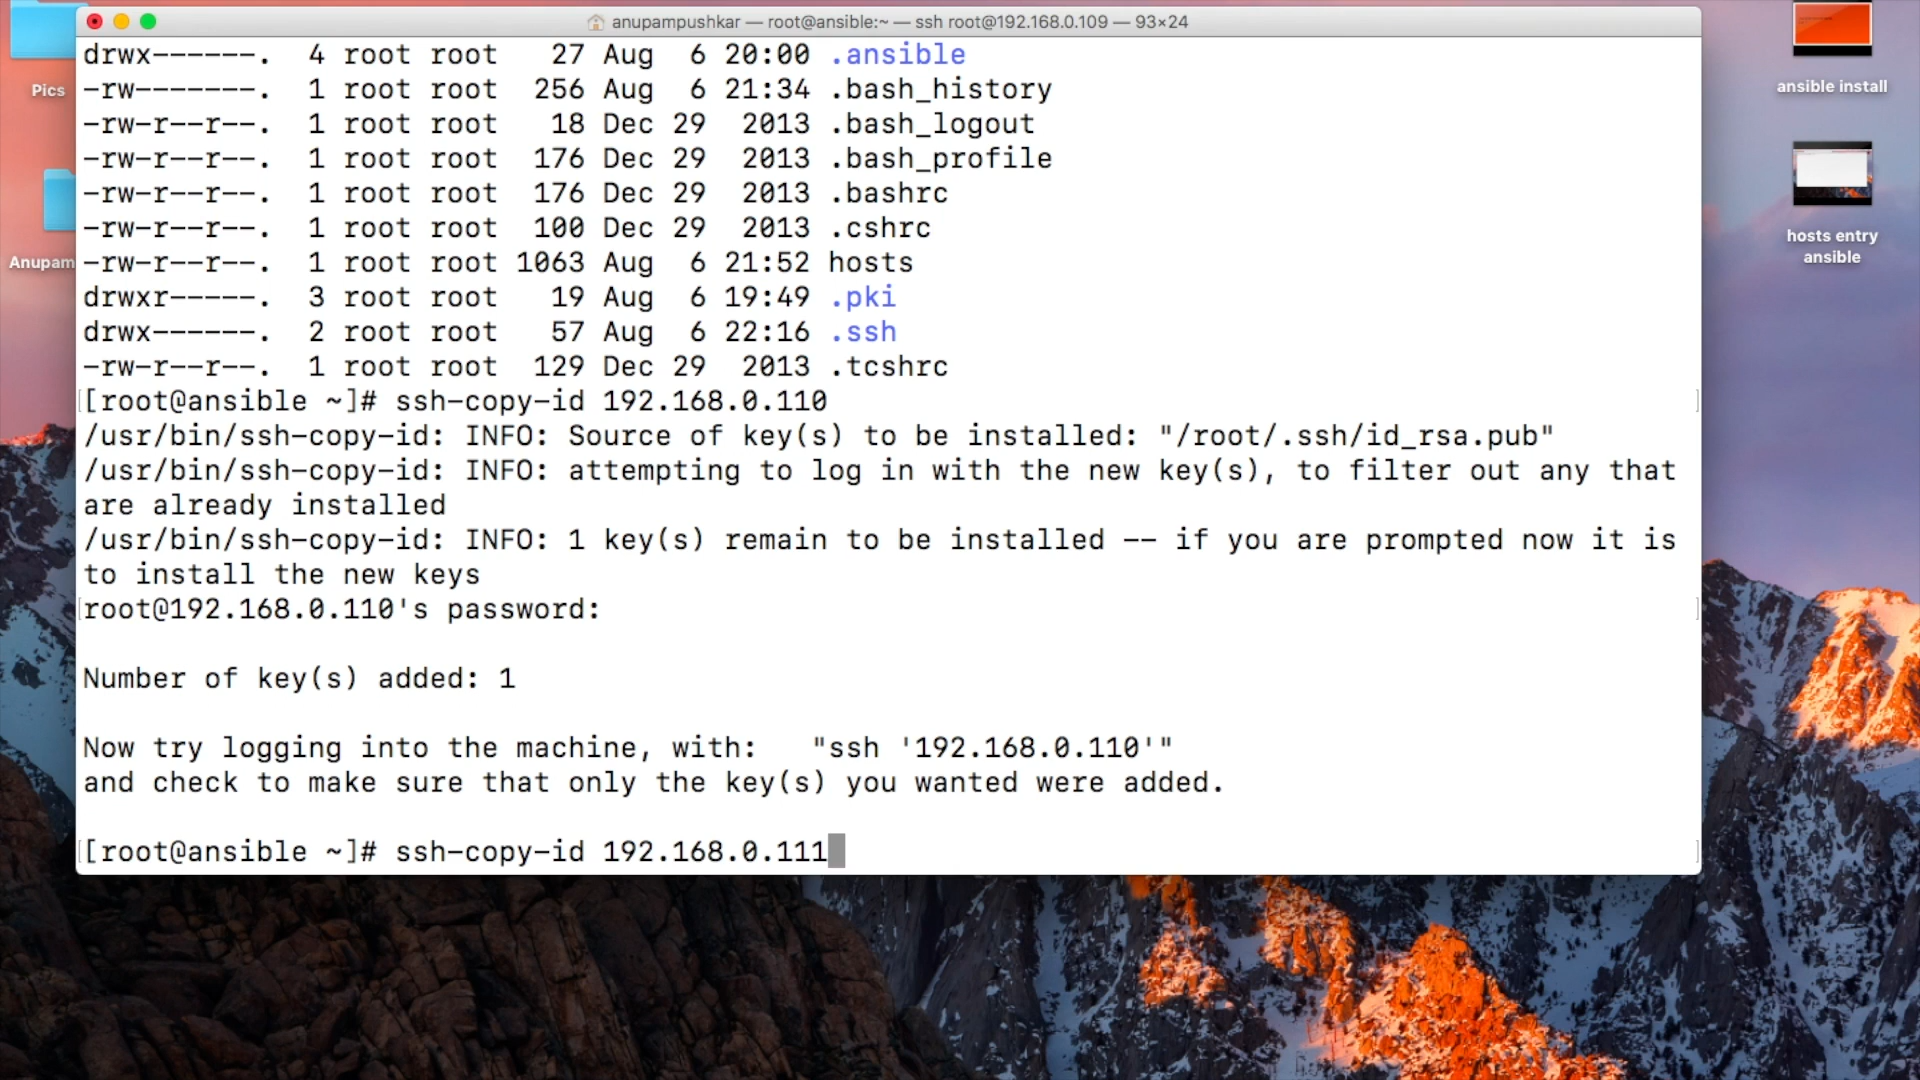 anupampushkar — root@ansible:~ — ssh root@192.168.0.109 — 93×24
drwx------.  4 root root   27 Aug  6 20:00 .ansible
-rw-------.  1 root root  256 Aug  6 21:34 .bash_history
-rw-r--r--.  1 root root   18 Dec 29  2013 .bash_logout
-rw-r--r--.  1 root root  176 Dec 29  2013 .bash_profile
-rw-r--r--.  1 root root  176 Dec 29  2013 .bashrc
-rw-r--r--.  1 root root  100 Dec 29  2013 .cshrc
-rw-r--r--.  1 root root 1063 Aug  6 21:52 hosts
drwxr-----.  3 root root   19 Aug  6 19:49 .pki
drwx------.  2 root root   57 Aug  6 22:16 .ssh
-rw-r--r--.  1 root root  129 Dec 29  2013 .tcshrc
[[root@ansible ~]# ssh-copy-id 192.168.0.110 ]
/usr/bin/ssh-copy-id: INFO: Source of key(s) to be installed: "/root/.ssh/id_rsa.pub"
/usr/bin/ssh-copy-id: INFO: attempting to log in with the new key(s), to filter out any that
are already installed
/usr/bin/ssh-copy-id: INFO: 1 key(s) remain to be installed -- if you are prompted now it is
to install the new keys
[root@192.168.0.110's password: ]
Number of key(s) added: 1
Now try logging into the machine, with:   "ssh '192.168.0.110'"
and check to make sure that only the key(s) you wanted were added.
[[root@ansible ~]# ssh-copy-id 192.168.0.111 ]
Pics
Anupam
ansible install
hosts entry
ansible